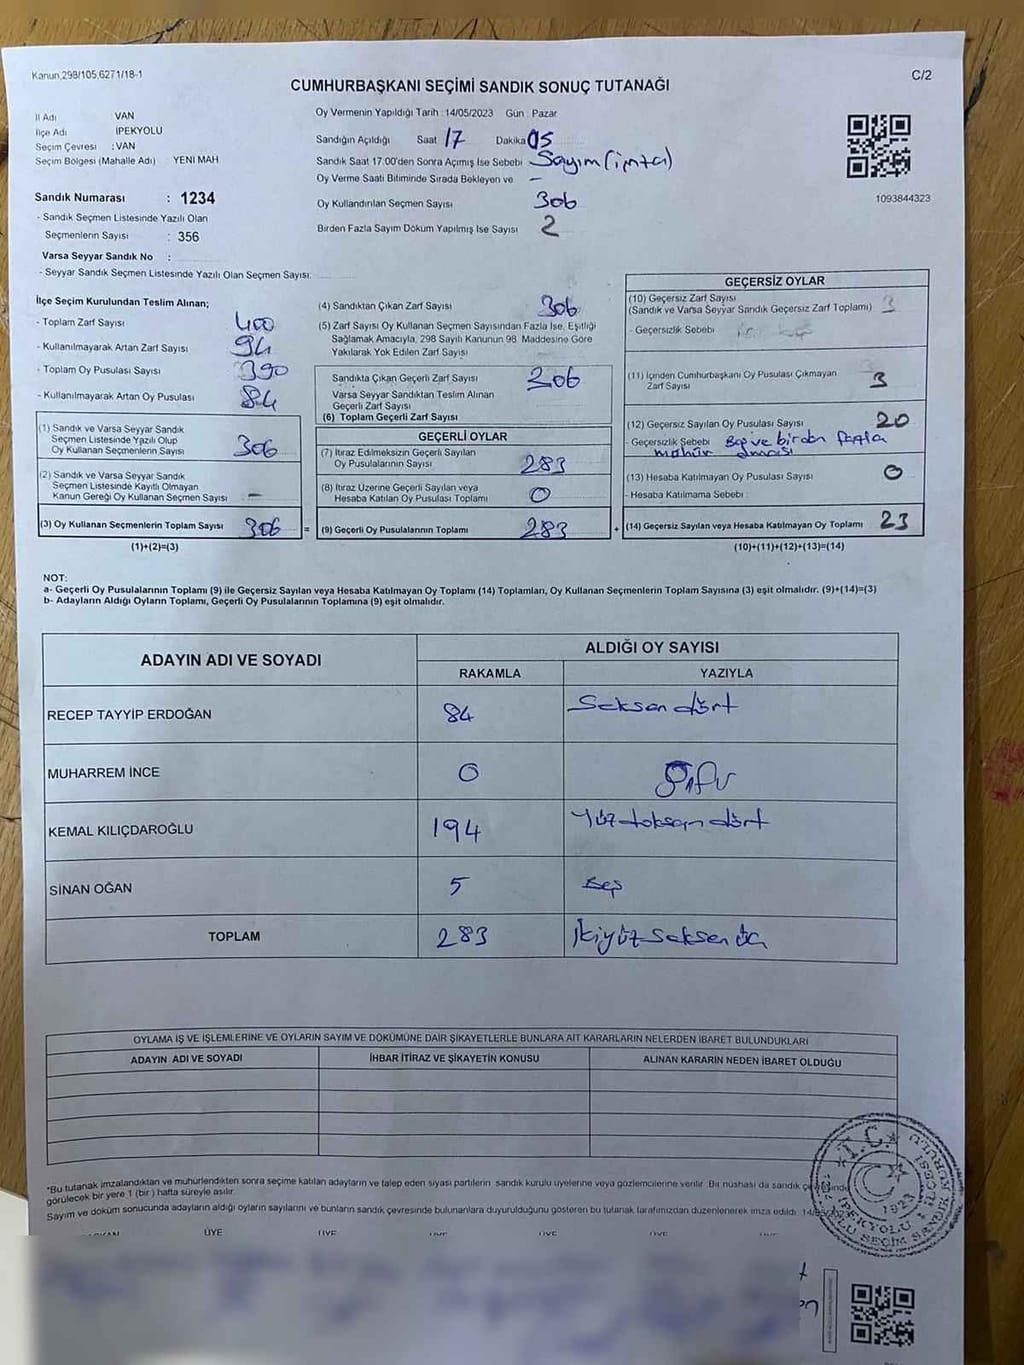 Kanun,298/105,6271/18-1
C/2
CUMHURBAŞKANI SEÇİMİ SANDIK SONUÇ TUTANAĞI
İl Adı VAN
İlçe Adı İPEKYOLU
Seçim Çevresi : VAN
Seçim Bölgesi (Mahalle Adı) YENİ MAH
Sandık Numarası : 1234
- Sandık Seçmen Listesinde Yazılı Olan
Seçmenlerin Sayısı : 356
Varsa Seyyar Sandık No :
- Seyyar Sandık Seçmen Listesinde Yazılı Olan Seçmen Sayısı:
Oy Vermenin Yapıldığı Tarih : 14/05/2023 Gün : Pazar
Sandığın Açıldığı Saat 17 Dakika 05
Sandık Saat 17:00'den Sonra Açımış İse Sebebi Sayım (imza)
Oy Verme Saati Bitiminde Sırada Bekleyen ve -
Oy Kullandırılan Seçmen Sayısı 306
Birden Fazla Sayım Döküm Yapılmış İse Sayısı 2
1093844323
İlçe Seçim Kurulundan Teslim Alınan;
- Toplam Zarf Sayısı 400
- Kullanılmayarak Artan Zarf Sayısı 94
- Toplam Oy Pusulası Sayısı 390
- Kullanılmayarak Artan Oy Pusulası 84
(1) Sandık ve Varsa Seyyar Sandık
Seçmen Listesinde Yazılı Olup
Oy Kullanan Seçmenlerin Sayısı 306
(2) Sandık ve Varsa Seyyar Sandık
Seçmen Listesinde Kayıtlı Olmayan
Kanun Gereği Oy Kullanan Seçmen Sayısı -
(3) Oy Kullanan Seçmenlerin Toplam Sayısı 306 =
(1)+(2)=(3)
(4) Sandıktan Çıkan Zarf Sayısı 306
(5) Zarf Sayısı Oy Kullanan Seçmen Sayısından Fazla İse, Eşitliği
Sağlamak Amacıyla, 298 Sayılı Kanunun 98. Maddesine Göre
Yakılarak Yok Edilen Zarf Sayısı
Sandıkta Çıkan Geçerli Zarf Sayısı 306
Varsa Seyyar Sandıktan Teslim Alınan
Geçerli Zarf Sayısı
(6) Toplam Geçerli Zarf Sayısı
GEÇERLİ OYLAR
(7) İtiraz Edilmeksizin Geçerli Sayılan
Oy Pusulalarının Sayısı 283
(8) İtiraz Üzerine Geçerli Sayılan veya
Hesaba Katılan Oy Pusulası Toplamı 0
(9) Geçerli Oy Pusulalarının Toplamı 283 +
GEÇERSİZ OYLAR
(10) Geçersiz Zarf Sayısı
(Sandık ve Varsa Seyyar Sandık Geçersiz Zarf Toplamı) 3
- Geçersizlik Sebebi
(11) İçinden Cumhurbaşkanı Oy Pusulası Çıkmayan
Zarf Sayısı 3
(12) Geçersiz Sayılan Oy Pusulası Sayısı 20
- Geçersizlik Sebebi Boş ve birden fazla
mühür olması
(13) Hesaba Katılmayan Oy Pusulası Sayısı 0
- Hesaba Katılmama Sebebi :
(14) Geçersiz Sayılan veya Hesaba Katılmayan Oy Toplamı 23
(10)+(11)+(12)+(13)=(14)
NOT:
a- Geçerli Oy Pusulalarının Toplamı (9) ile Geçersiz Sayılan veya Hesaba Katılmayan Oy Toplamı (14) Toplamları, Oy Kullanan Seçmenlerin Toplam Sayısına (3) eşit olmalıdır. (9)+(14)=(3)
b- Adayların Aldığı Oyların Toplamı, Geçerli Oy Pusulalarının Toplamına (9) eşit olmalıdır.
ADAYIN ADI VE SOYADI ALDIĞI OY SAYISI
RAKAMLA YAZIYLA
RECEP TAYYİP ERDOĞAN 84 Seksen dört
MUHARREM İNCE 0 Sıfır
KEMAL KILIÇDAROĞLU 194 Yüz doksan dört
SİNAN OĞAN 5 Beş
TOPLAM 283 İkiyüz seksen üç
OYLAMA İŞ VE İŞLEMLERİNE VE OYLARIN SAYIM VE DÖKÜMÜNE DAİR ŞİKAYETLERLE BUNLARA AİT KARARLARIN NELERDEN İBARET BULUNDUKLARI
ADAYIN ADI VE SOYADI İHBAR İTİRAZ VE ŞİKAYETİN KONUSU ALINAN KARARIN NEDEN İBARET OLDUĞU
*Bu tutanak imzalandıktan ve mühürlendikten sonra seçime katılan adayların ve talep eden siyasi partilerin sandık kurulu üyelerine veya gözlemcilerine verilir. Bir nüshası da sandık
görülecek bir yere 1 (bir) hafta süreyle asılır.
Sayım ve döküm sonucunda adayların aldığı oyların sayılarını ve bunların sandık çevresinde bulunanlara duyurulduğunu gösteren bu tutanak tarafımızdan düzenlenerek imza edildi.
T.C.
1923
ÜYE ÜYE ÜYE ÜYE ÜYE ÜYE